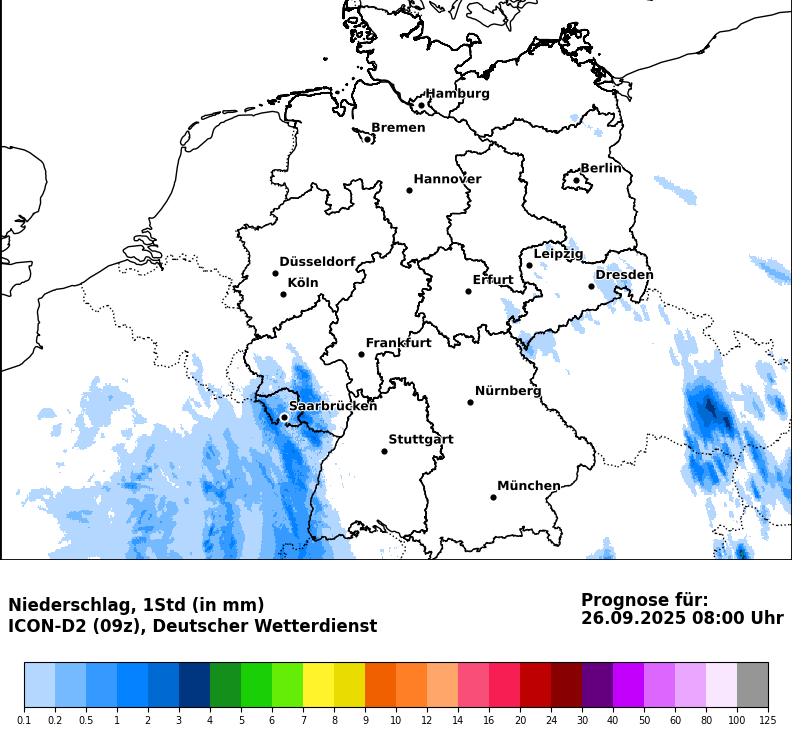 Hamburg
Bremen
Berlin
Hannover
Leipzig
Düsseldorf
Dresden
Köln
Erfurt
Frankfurt
Nürnberg
Saarbrücken
Stuttgart
München
Niederschlag, 1Std (in mm)
ICON-D2 (09z), Deutscher Wetterdienst
Prognose für:
26.09.2025 08:00 Uhr
0.1 0.2 0.5 1 2 3 4 5 6 7 8 9 10 12 14 16 20 24 30 40 50 60 80 100 125